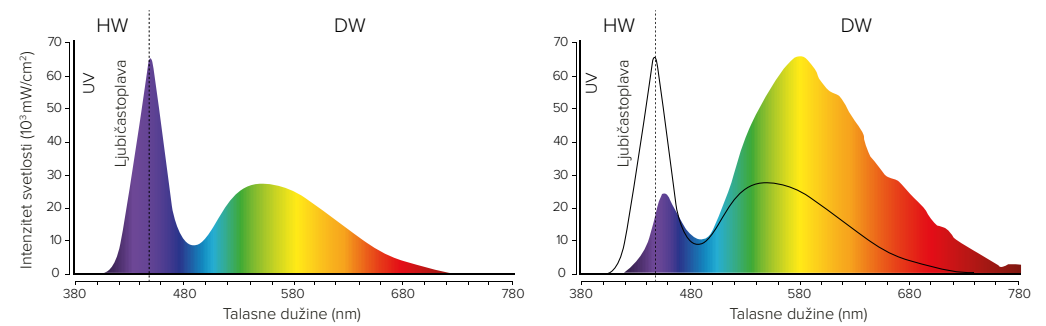 HW DW
Intenzitet svetlosti (10³ mW/cm²)
70
60
50
40
30
20
10
0
UV
Ljubičastoplava
380 480 580 680 780
Talasne dužine (nm)
HW DW
70
60
50
40
30
20
10
0
UV
Ljubičastoplava
380 480 580 680 780
Talasne dužine (nm)